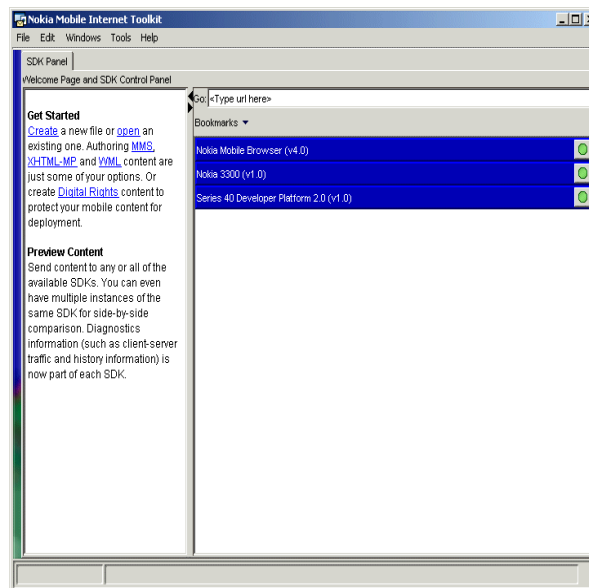 Nokia Mobile Internet Toolkit
File Edit Windows Tools Help
SDK Panel
Welcome Page and SDK Control Panel
Get Started
Create a new file or open an
existing one. Authoring MMS,
XHTML-MP and WML content are
just some of your options. Or
create Digital Rights content to
protect your mobile content for
deployment.
Preview Content
Send content to any or all of the
available SDKs. You can even
have multiple instances of the
same SDK for side-by-side
comparison. Diagnostics
information (such as client-server
traffic and history information) is
now part of each SDK.
Go: <Type url here>
Bookmarks
Nokia Mobile Browser (v4.0)
Nokia 3300 (v1.0)
Series 40 Developer Platform 2.0 (v1.0)